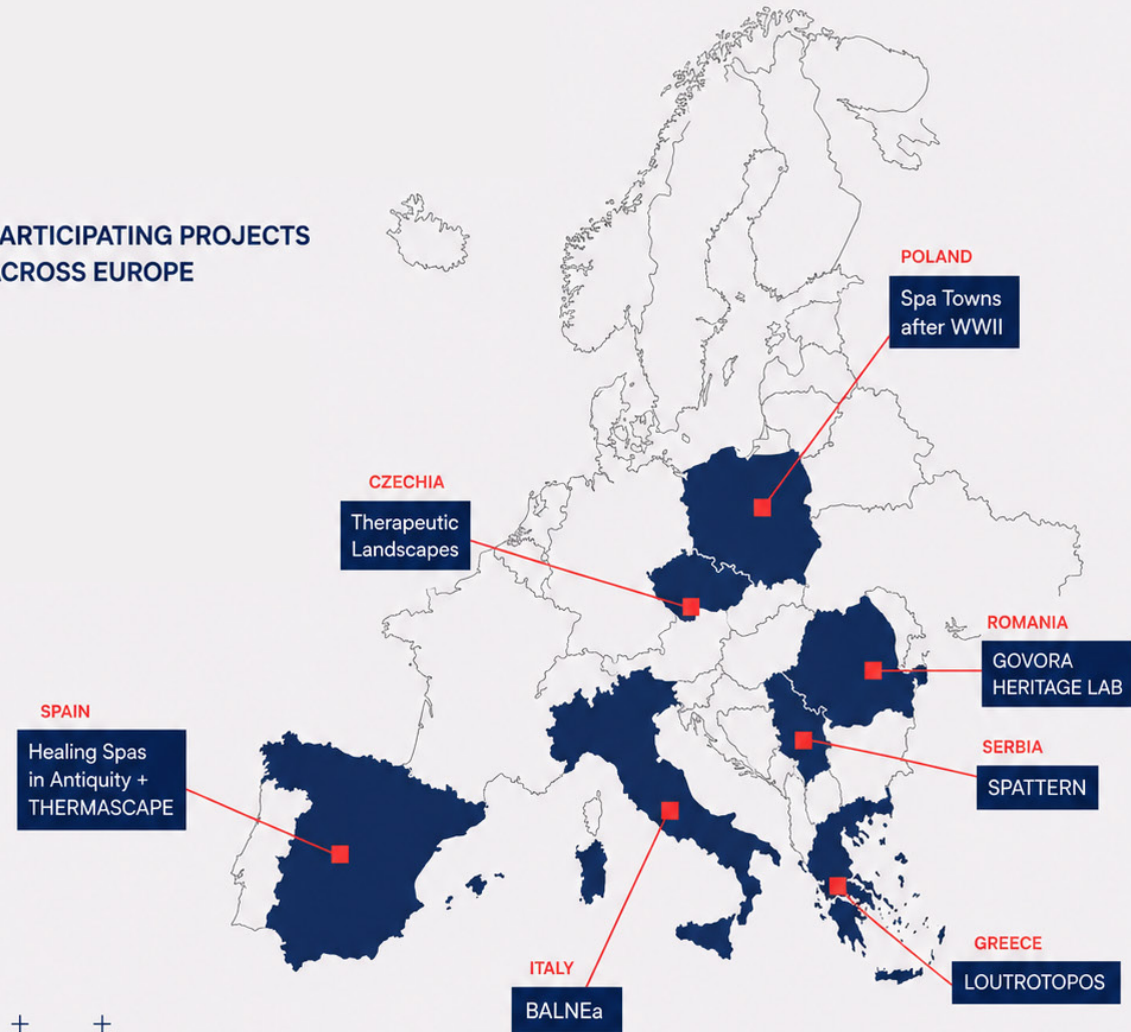 ARTICIPATING PROJECTS
ACROSS EUROPE
POLAND
Spa Towns
after WWII
CZECHIA
Therapeutic
Landscapes
ROMANIA
GOVORA
HERITAGE LAB
SPAIN
Healing Spas
in Antiquity +
THERMASCAPE
SERBIA
SPATTERN
GREECE
LOUTROTOPOS
ITALY
BALNEa